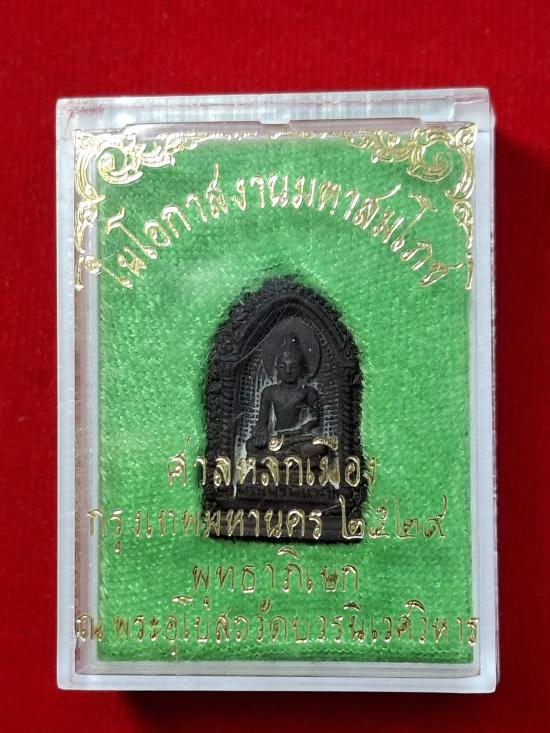 ในโอกาสงานมหาสมโภช
ศาลหลักเมือง
กรุงเทพมหานคร ๒๕๒๙
พุทธาภิเษก
ณ พระอุโบสถวัดบวรนิเวศวิหาร